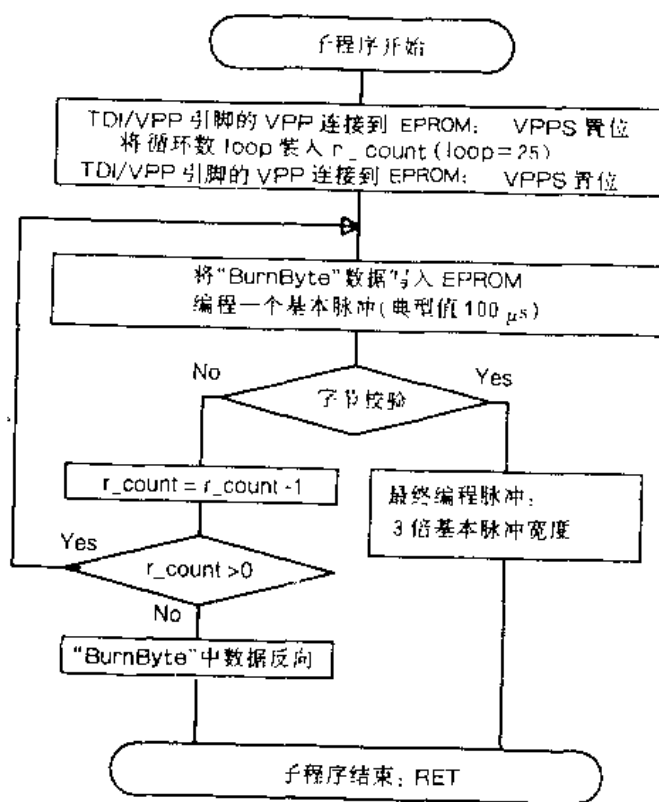 子程序开始
TDI/VPP 引脚的 VPP 连接到 EPROM： VPPS 置位
将循环数 loop 装入 r_count (loop=25)
TDI/VPP 引脚的 VPP 连接到 EPROM： VPPS 置位
将“BurnByte”数据写入 EPROM
编程一个基本脉冲(典型值 100 μs)
No
Yes
字节校验
r_count = r_count -1
最终编程脉冲：
3 倍基本脉冲宽度
Yes
r_count >0
No
“BurnByte”中数据反向
子程序结束：RET